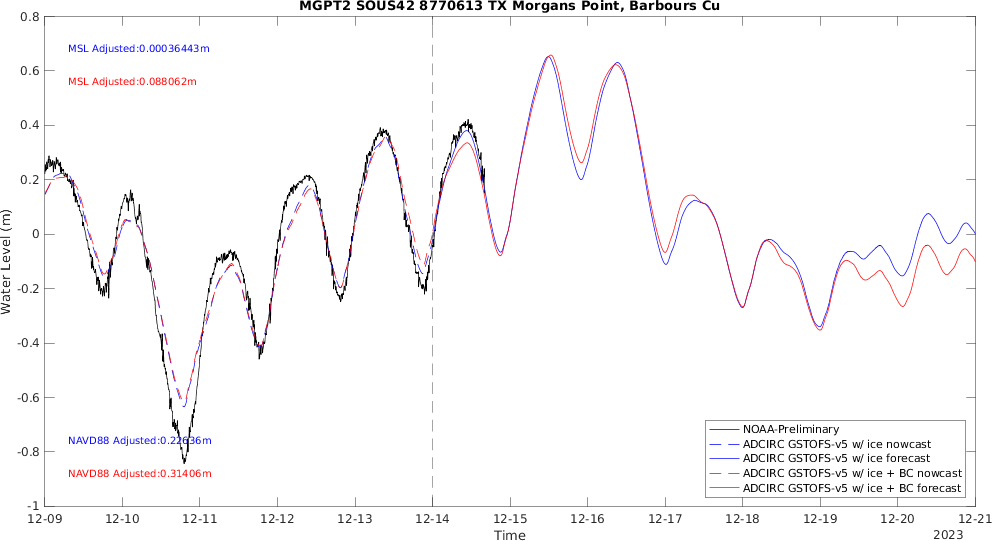 MGPT2 SOUS42 8770613 TX Morgans Point, Barbours Cu
0.8
0.6
0.4
0.2
0
-0.2
-0.4
-0.6
-0.8
-1
Water Level (m)
MSL Adjusted:0.00036443m
MSL Adjusted:0.088062m
NAVD88 Adjusted:0.22636m
NAVD88 Adjusted:0.31406m
NOAA-Preliminary
ADCIRC GSTOFS-v5 w/ ice nowcast
ADCIRC GSTOFS-v5 w/ ice forecast
ADCIRC GSTOFS-v5 w/ ice + BC nowcast
ADCIRC GSTOFS-v5 w/ ice + BC forecast
12-09 12-10 12-11 12-12 12-13 12-14 12-15 12-16 12-17 12-18 12-19 12-20 12-21
Time
2023